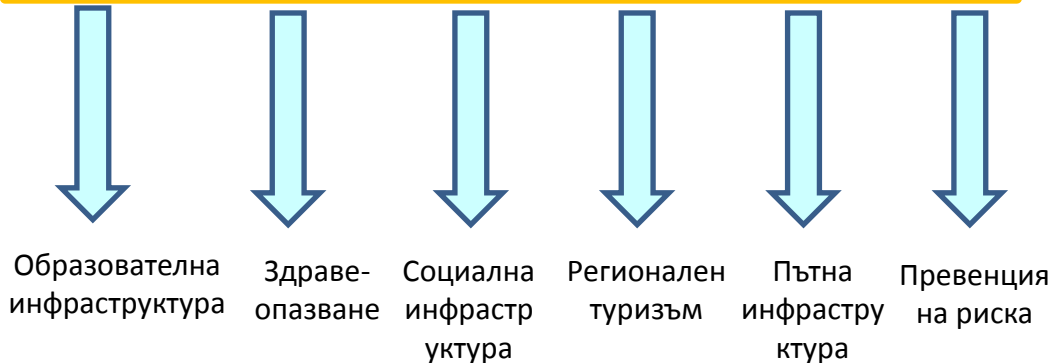 Образователна
инфраструктура
Здраве-
опазване
Социална
инфрастр
уктура
Регионален
туризъм
Пътна
инфрастру
ктура
Превенция
на риска